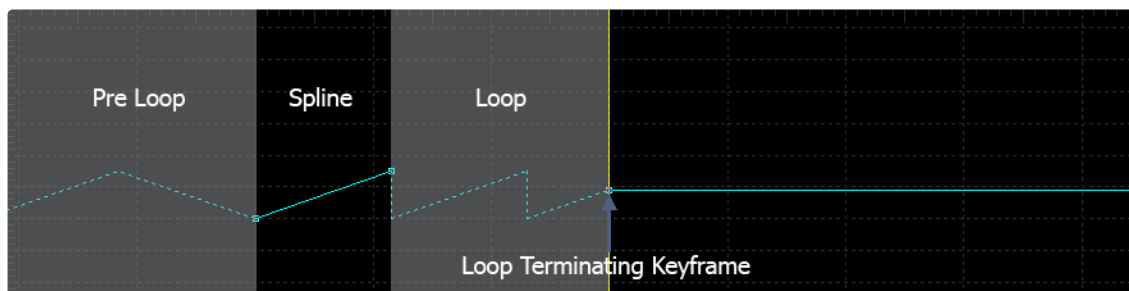 Pre Loop
Spline
Loop
Loop Terminating Keyframe